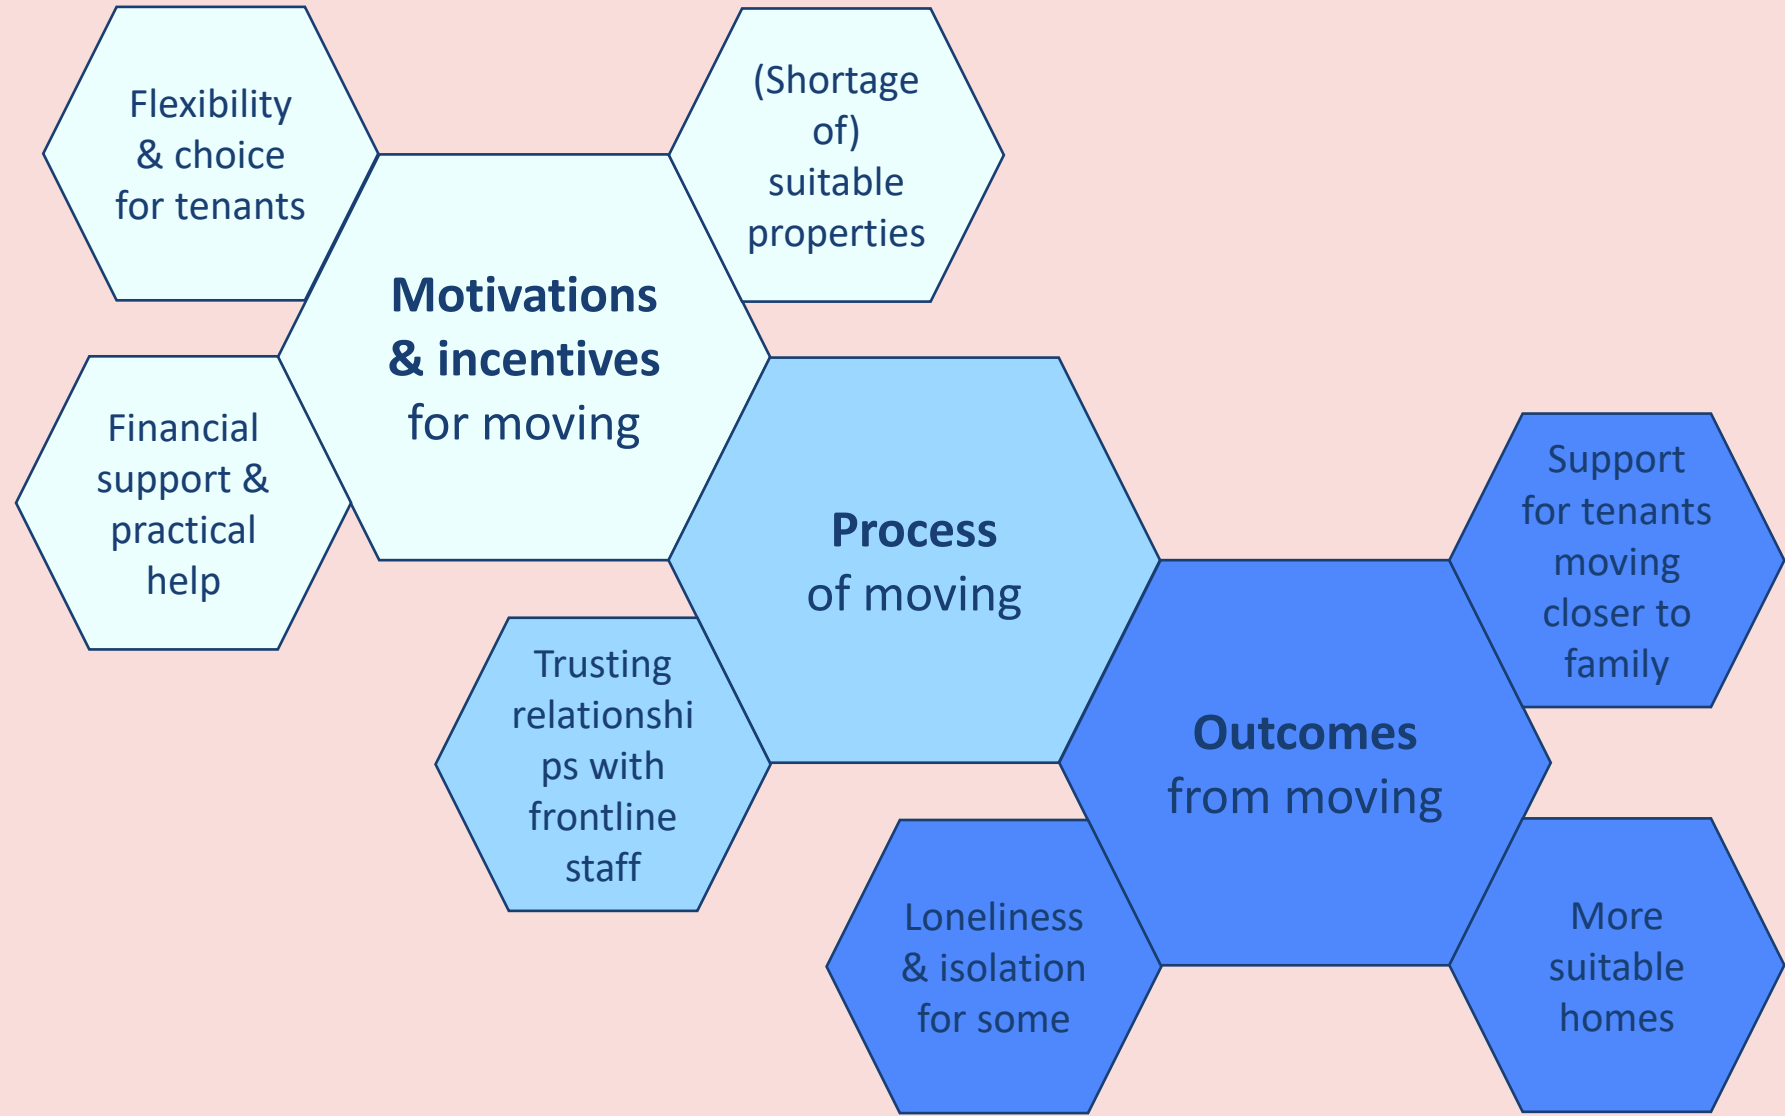 Flexibility
& choice
for tenants
(Shortage
of)
suitable
properties
Motivations
& incentives
for moving
Financial
support &
practical
help
Process
of moving
Trusting
relationshi
ps with
frontline
staff
Support
for tenants
moving
closer to
family
Outcomes
from moving
Loneliness
& isolation
for some
More
suitable
homes